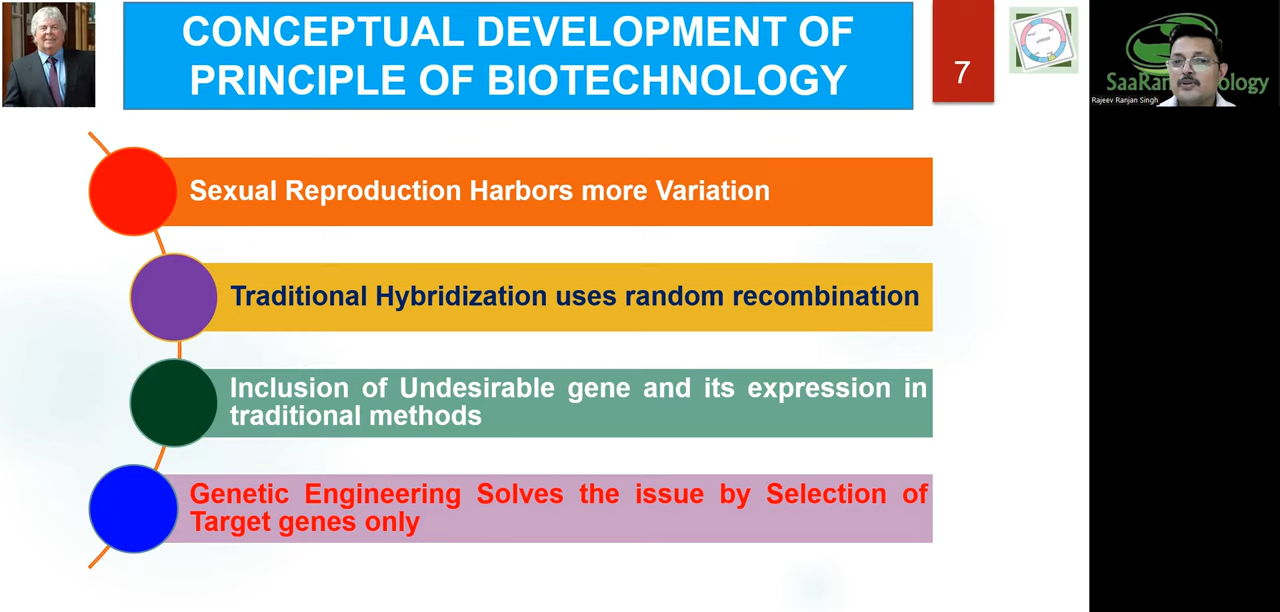 CONCEPTUAL DEVELOPMENT OF
PRINCIPLE OF BIOTECHNOLOGY
7
Rajeev Ranjan Singh
Sexual Reproduction Harbors more Variation
Traditional Hybridization uses random recombination
Inclusion of Undesirable gene and its expression in
traditional methods
Genetic Engineering Solves the issue by Selection of
Target genes only